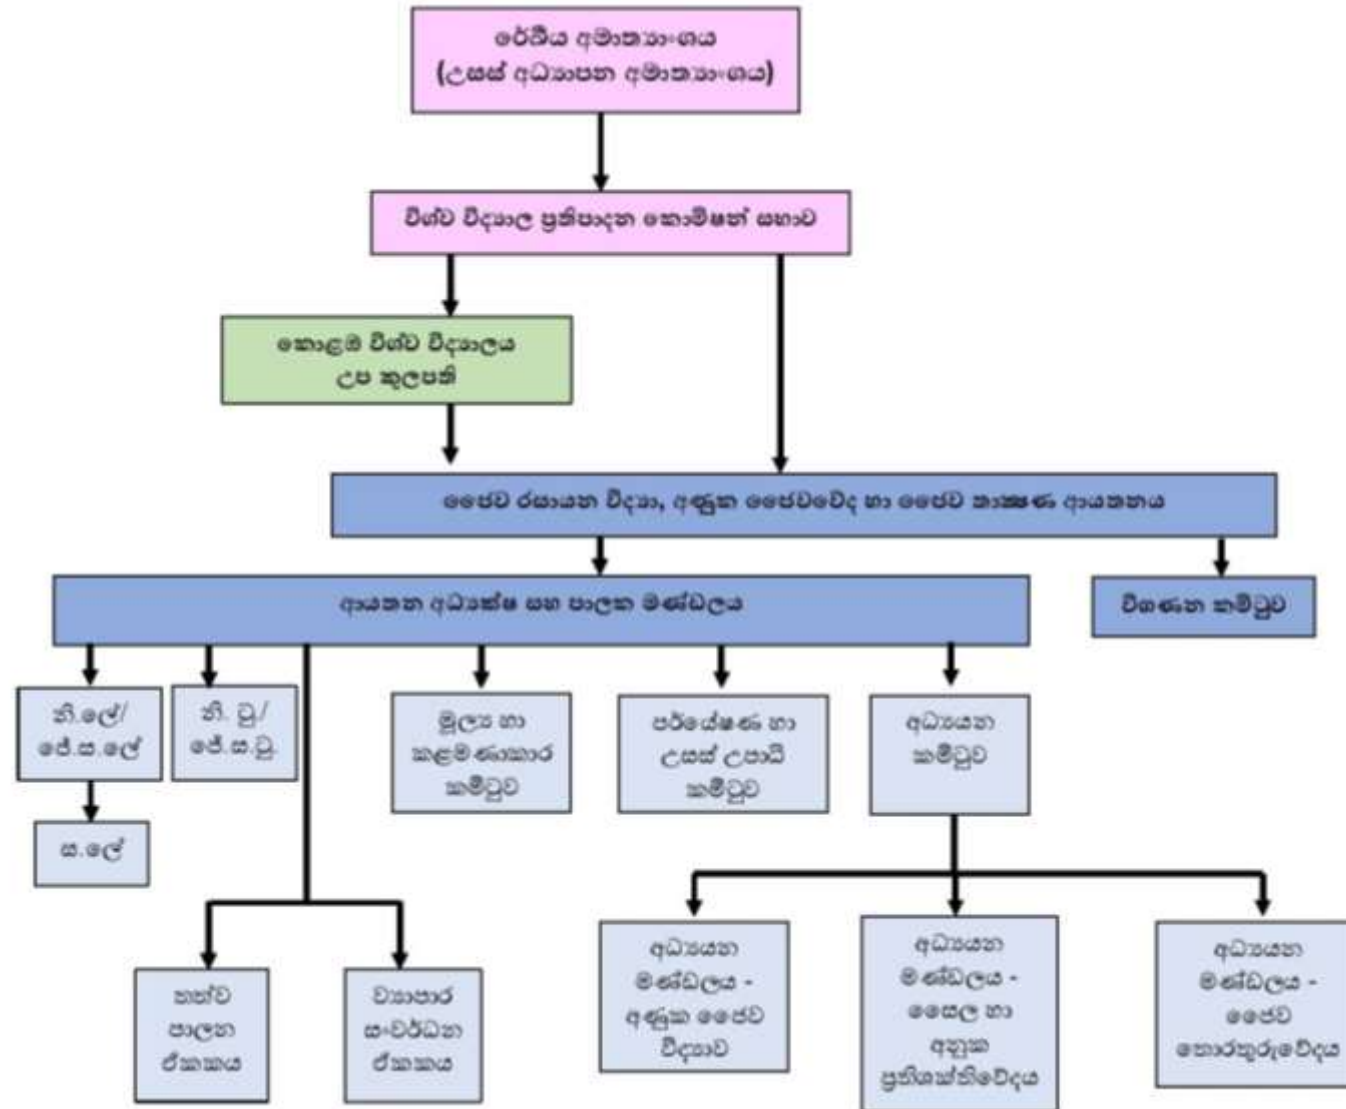 රේඛීය අමාත්‍යාංශය
(උසස් අධ්‍යාපන අමාත්‍යාංශය)
විශ්ව විද්‍යාල ප්‍රතිපාදන කොමිෂන් සභාව
කොළඹ විශ්ව විද්‍යාලය
උප කුලපති
ජෛව රසායන විද්‍යා, අණුක ජෛවවේද හා ජෛව තාක්‍ෂණ ආයතනය
ආයතන අධ්‍යක්ෂ සහ පාලක මණ්ඩලය
විගණන කමිටුව
නි.ලේ/
ජේ.ස.ලේ
නි. ටු/
ජේ.ස.ටු.
මූල්‍ය හා
කළමණාකාර
කමිටුව
පර්යේෂණ හා
උසස් උපාධි
කමිටුව
අධ්‍යයන
කමිටුව
ස.ලේ
තත්ව
පාලන
ඒකකය
ව්‍යාපාර
සංවර්ධන
ඒකකය
අධ්‍යයන
මණ්ඩලය -
අණුක ජෛව
විද්‍යාව
අධ්‍යයන
මණ්ඩලය -
සෛල හා
අනුක
ප්‍රතිශක්තිවේදය
අධ්‍යයන
මණ්ඩලය -
ජෛව
තොරතුරුවේදය